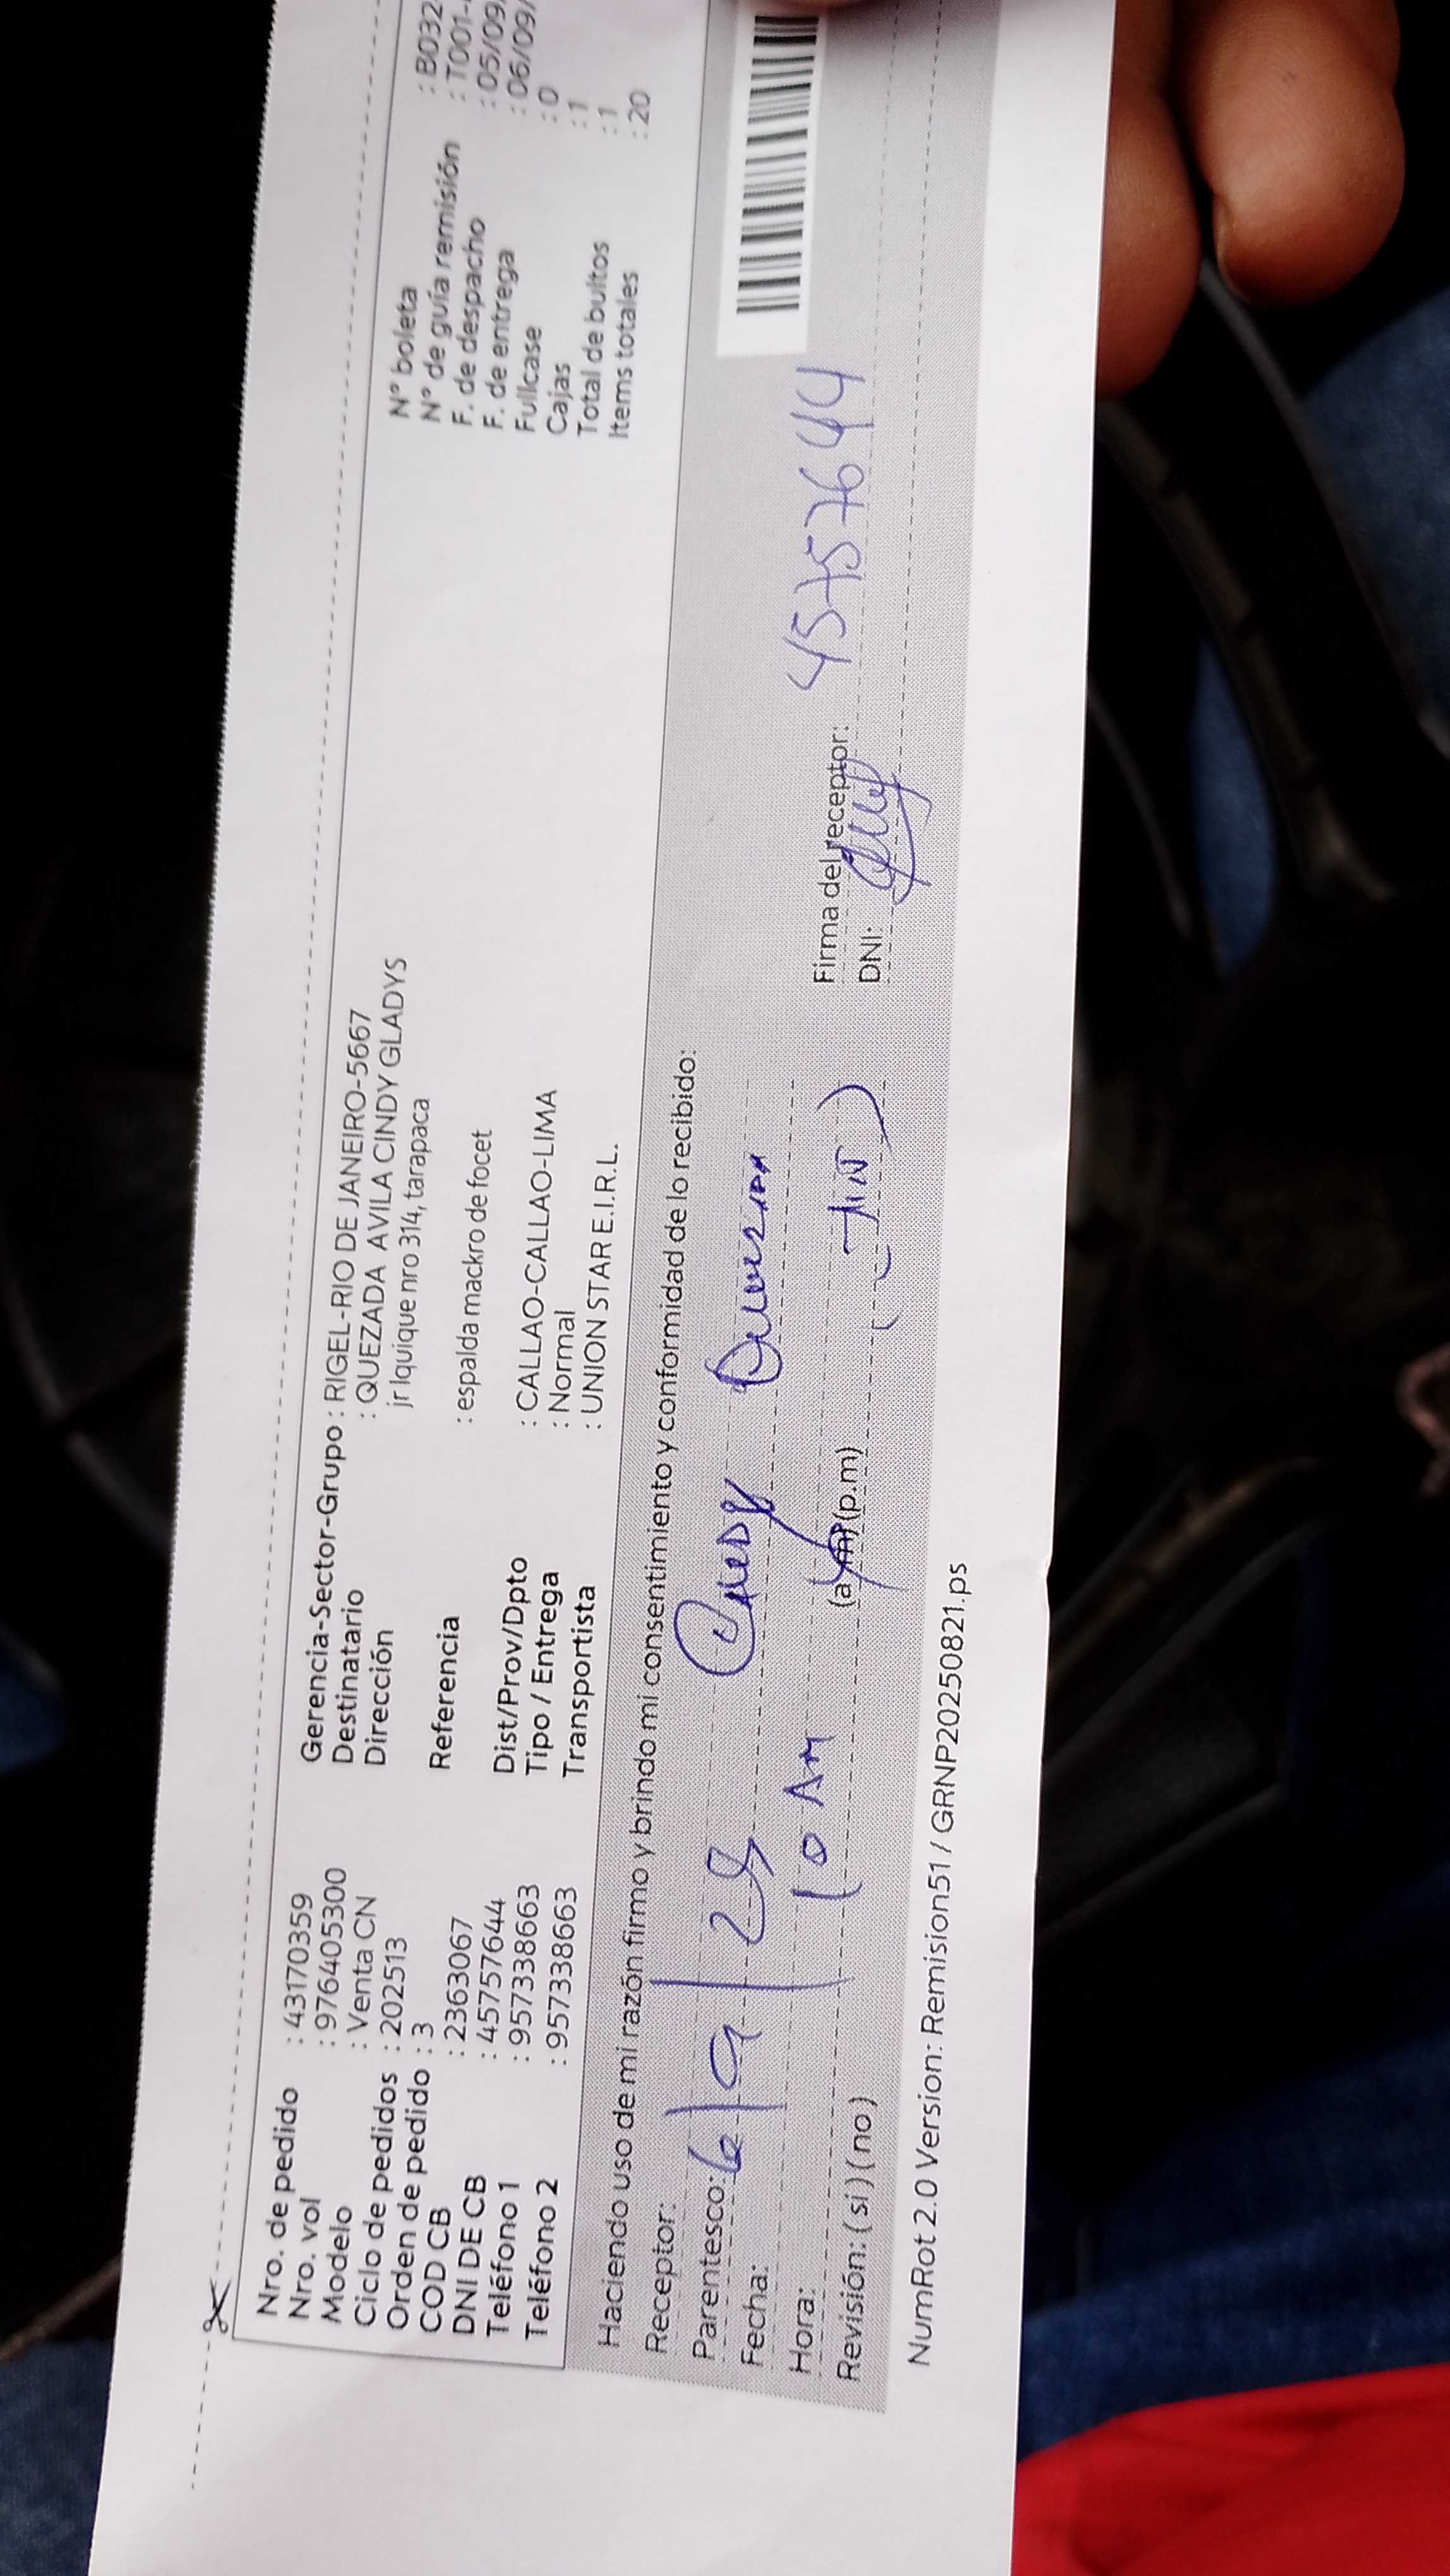 Nro. de pedido : 43170359
Nro. vol : 9764053​00
Modelo : Venta CN
Ciclo de pedidos : 202513
Orden de pedido : 3
COD CB : 2363067
DNI DE CB : 45757644
Teléfono 1 : 957338663
Teléfono 2 : 957338663
Gerencia-Sector-Grupo : RIGEL-RIO DE JANEIRO-5667
Destinatario : QUEZADA AVILA CINDY GLADYS
Dirección jr Iquique nro 314, tarapaca
Referencia : espalda mackro de focet
Dist/Prov/Dpto : CALLAO-CALLAO-LIMA
Tipo / Entrega : Normal
Transportista : UNION STAR E.I.R.L.
N° boleta : B032
N° de guía remisión : T001-
F. de despacho : 05/09/
F. de entrega : 06/09/
Fullcase : 0
Cajas : 1
Total de bultos : 1
Items totales : 20
Haciendo uso de mi razón firmo y brindo mi consentimiento y conformidad de lo recibido:
Receptor:
Parentesco:
Fecha: 6/9/25
Hora: 10 AM (a.m) (p.m)
Revisión: (si) (no)
Firma del receptor: 45757644
DNI:
NumRot 2.0 Version: Remision51 / GRNP20250821.ps